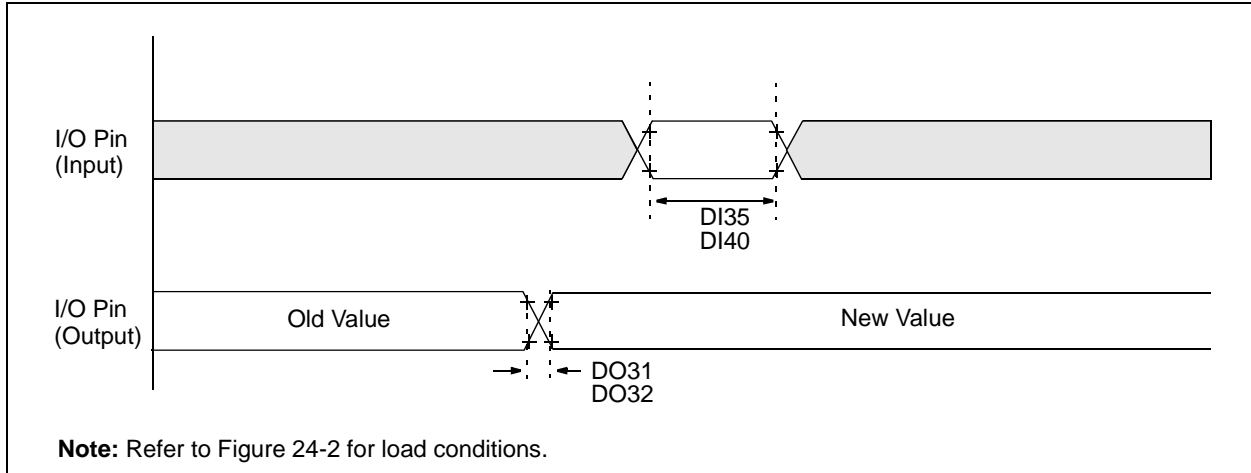 I/O Pin
(Input)
DI35
DI40
I/O Pin
(Output)
Old Value
New Value
DO31
DO32
Note: Refer to Figure 24-2 for load conditions.